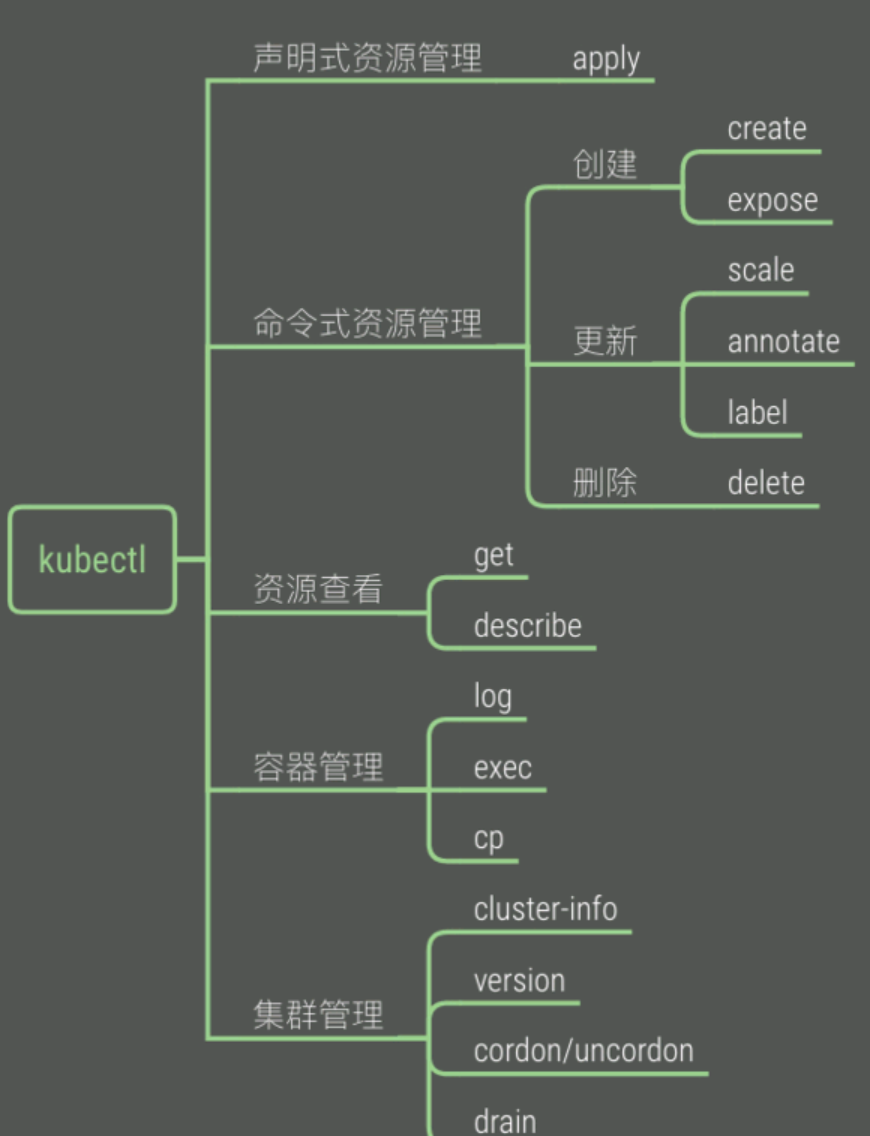 声明式资源管理 apply
create
创建
expose
scale
命令式资源管理
更新 annotate
label
删除 delete
kubectl
get
资源查看
describe
log
容器管理 exec
cp
cluster-info
version
集群管理
cordon/uncordon
drain